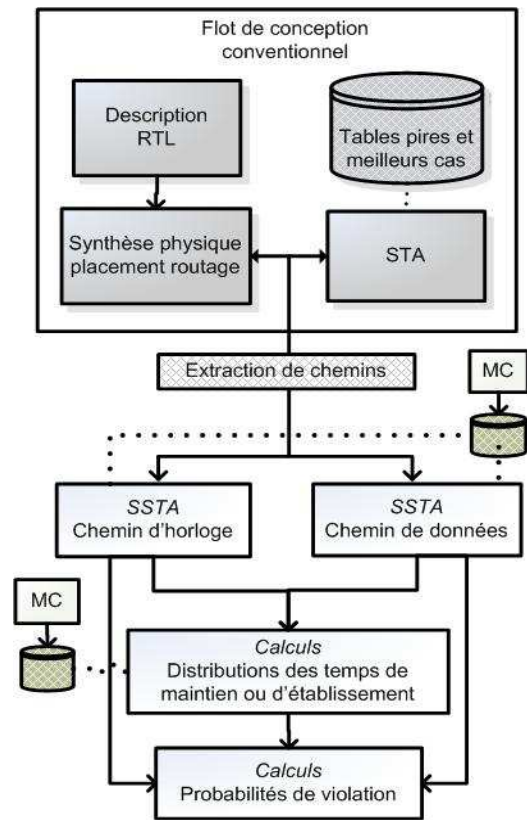 Flot de conception
conventionnel
Description
RTL
Tables pires et
meilleurs cas
Synthèse physique
placement routage
STA
Extraction de chemins
MC
SSTA
Chemin d'horloge
SSTA
Chemin de données
MC
Calculs
Distributions des temps de
maintien ou d'établissement
Calculs
Probabilités de violation